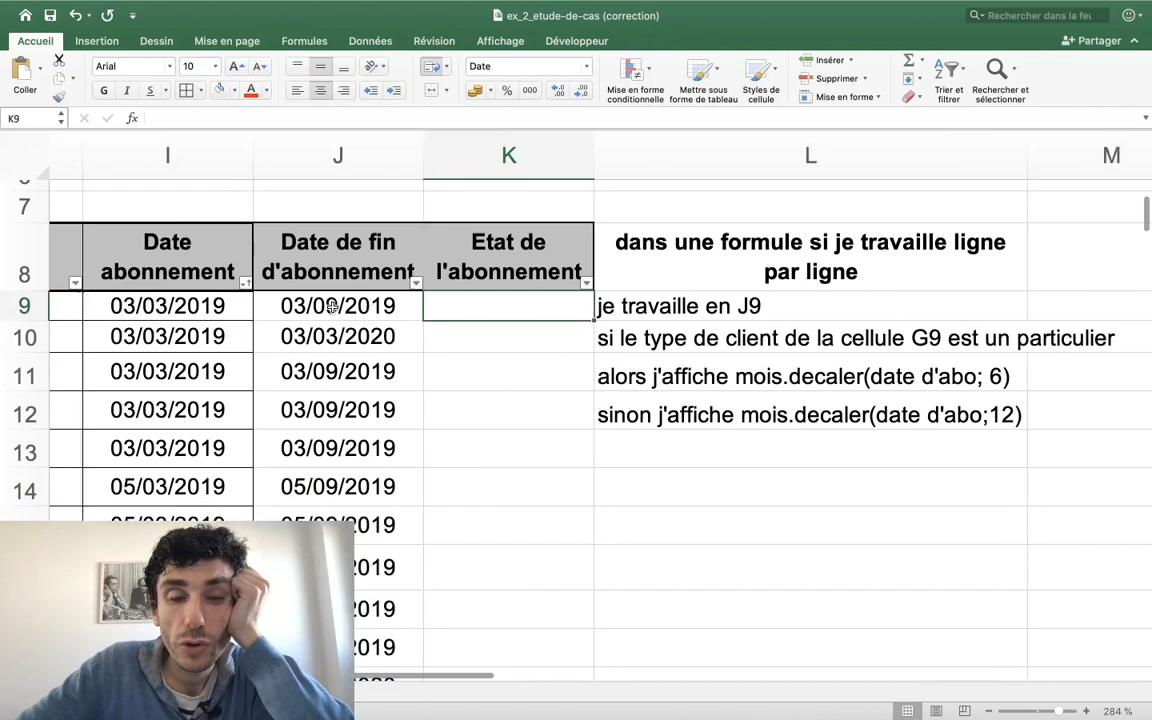 ex_2_etude-de-cas (correction)
Rechercher dans la feu
Accueil Insertion Dessin Mise en page Formules Données Révision Affichage Développeur Partager
Coller
Arial 10
G I S A
Date
% 000
Mise en forme conditionnelle
Mettre sous forme de tableau
Styles de cellule
Insérer
Supprimer
Mise en forme
Trier et filtrer
Rechercher et sélectionner
K9 fx
I J K L M
7
8 Date abonnement Date de fin d'abonnement Etat de l'abonnement dans une formule si je travaille ligne par ligne
9 03/03/2019 03/09/2019 je travaille en J9
10 03/03/2019 03/03/2020 si le type de client de la cellule G9 est un particulier
11 03/03/2019 03/09/2019 alors j'affiche mois.decaler(date d'abo; 6)
12 03/03/2019 03/09/2019 sinon j'affiche mois.decaler(date d'abo;12)
13 03/03/2019 03/09/2019
14 05/03/2019 05/09/2019
2019
2019
2019
284 %